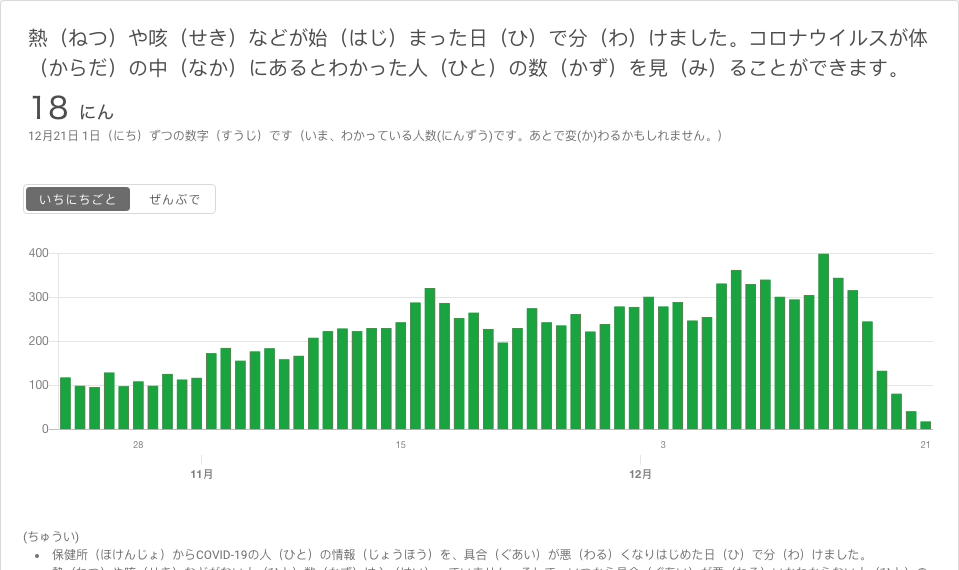 熱（ねつ）や咳（せき）などが始（はじ）まった日（ひ）で分（わ）けました。コロナウイルスが体
（からだ）の中（なか）にあるとわかった人（ひと）の数（かず）を見（み）ることができます。
18 にん
12月21日 1日（にち）ずつの数字（すうじ）です（いま、わかっている人数(にんずう)です。あとで変(か)わるかもしれません。）
いちにちごと ぜんぶで
400
300
200
100
0
28 15 3 21
11月 12月
(ちゅうい)
• 保健所（ほけんじょ）からCOVID-19の人（ひと）の情報（じょうほう）を、具合（ぐあい）が悪（わる）くなりはじめた日（ひ）で分（わ）けました。